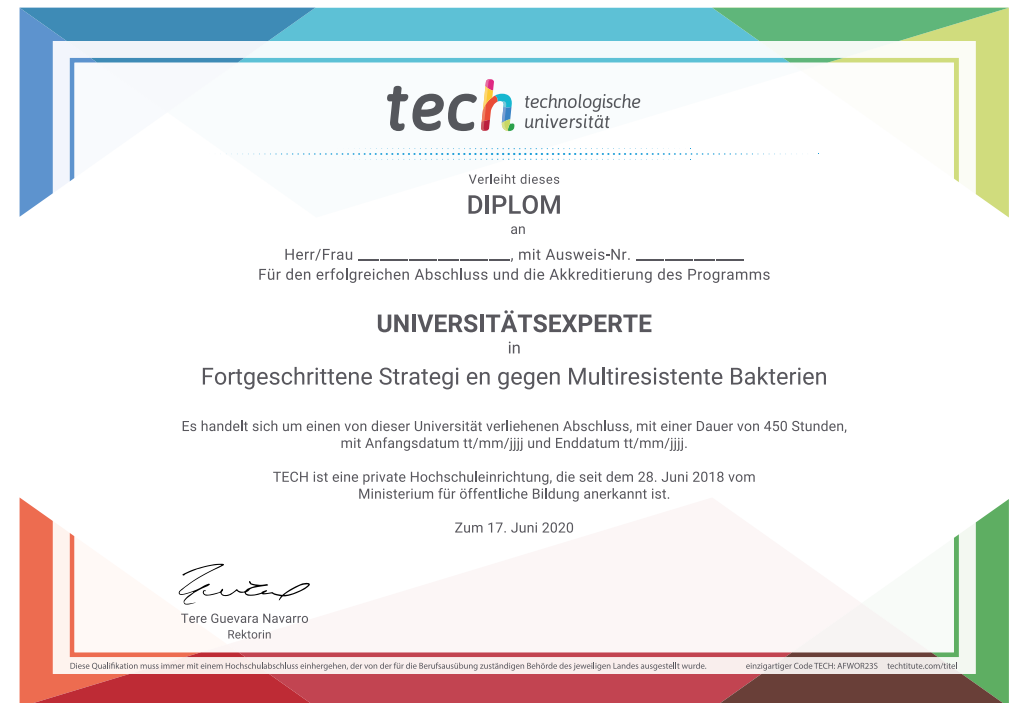 tech technologische
universität
Verleiht dieses
DIPLOM
an
Herr/Frau ________________, mit Ausweis-Nr. ____________
Für den erfolgreichen Abschluss und die Akkreditierung des Programms
UNIVERSITÄTSEXPERTE
in
Fortgeschrittene Strategi en gegen Multiresistente Bakterien
Es handelt sich um einen von dieser Universität verliehenen Abschluss, mit einer Dauer von 450 Stunden,
mit Anfangsdatum tt/mm/jjjj und Enddatum tt/mm/jjjj.
TECH ist eine private Hochschuleinrichtung, die seit dem 28. Juni 2018 vom
Ministerium für öffentliche Bildung anerkannt ist.
Zum 17. Juni 2020
Tere Guevara Navarro
Rektorin
Diese Qualifikation muss immer mit einem Hochschulabschluss einhergehen, der von der für die Berufsausübung zuständigen Behörde des jeweiligen Landes ausgestellt wurde. einzigartiger Code TECH: AFWOR23S techtitute.com/titel